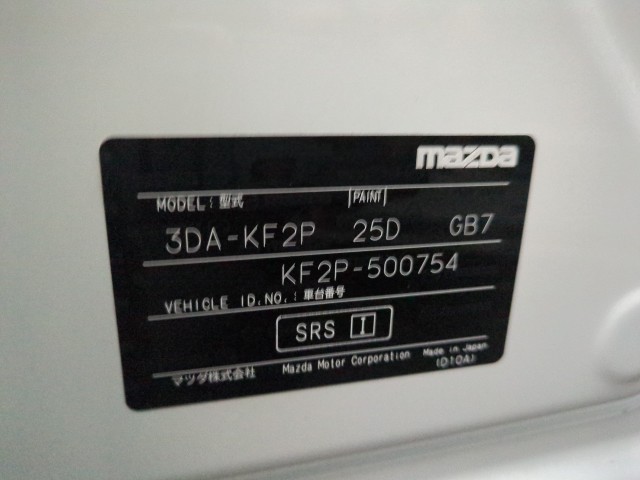 mazda
MODEL：型式 PAINT
3DA-KF2P 25D GB7
KF2P-500754
VEHICLE ID.NO.：車台番号
SRS I
マツダ株式会社 Mazda Motor Corporation Made in Japan
(D10A)